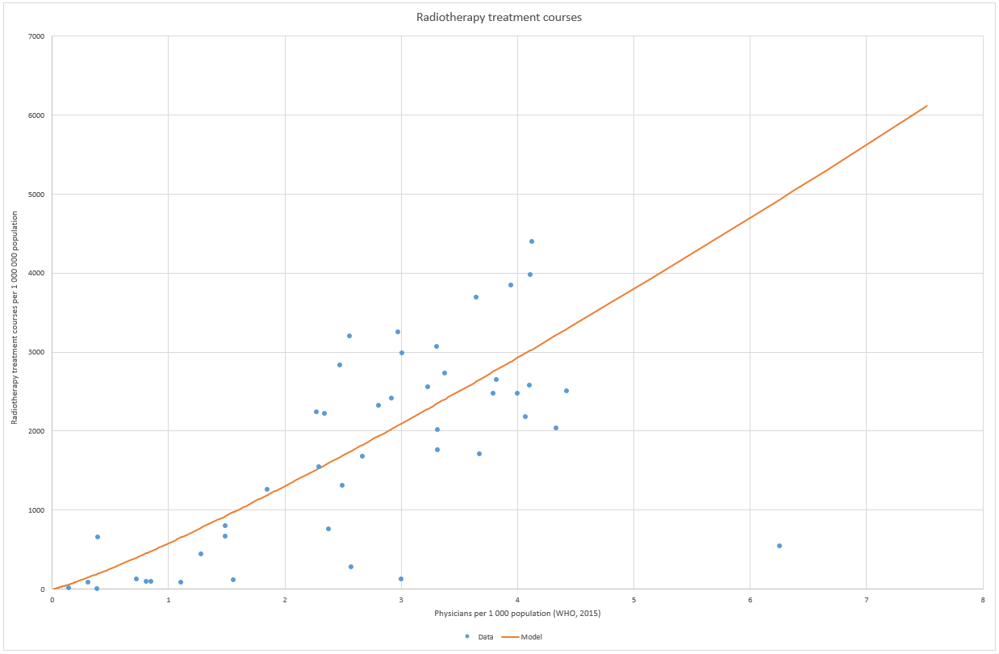 Radiotherapy treatment courses
Radiotherapy treatment courses per 1 000 000 population
7000
6000
5000
4000
3000
2000
1000
0
0 1 2 3 4 5 6 7 8
Physicians per 1 000 population (WHO, 2015)
Data Model